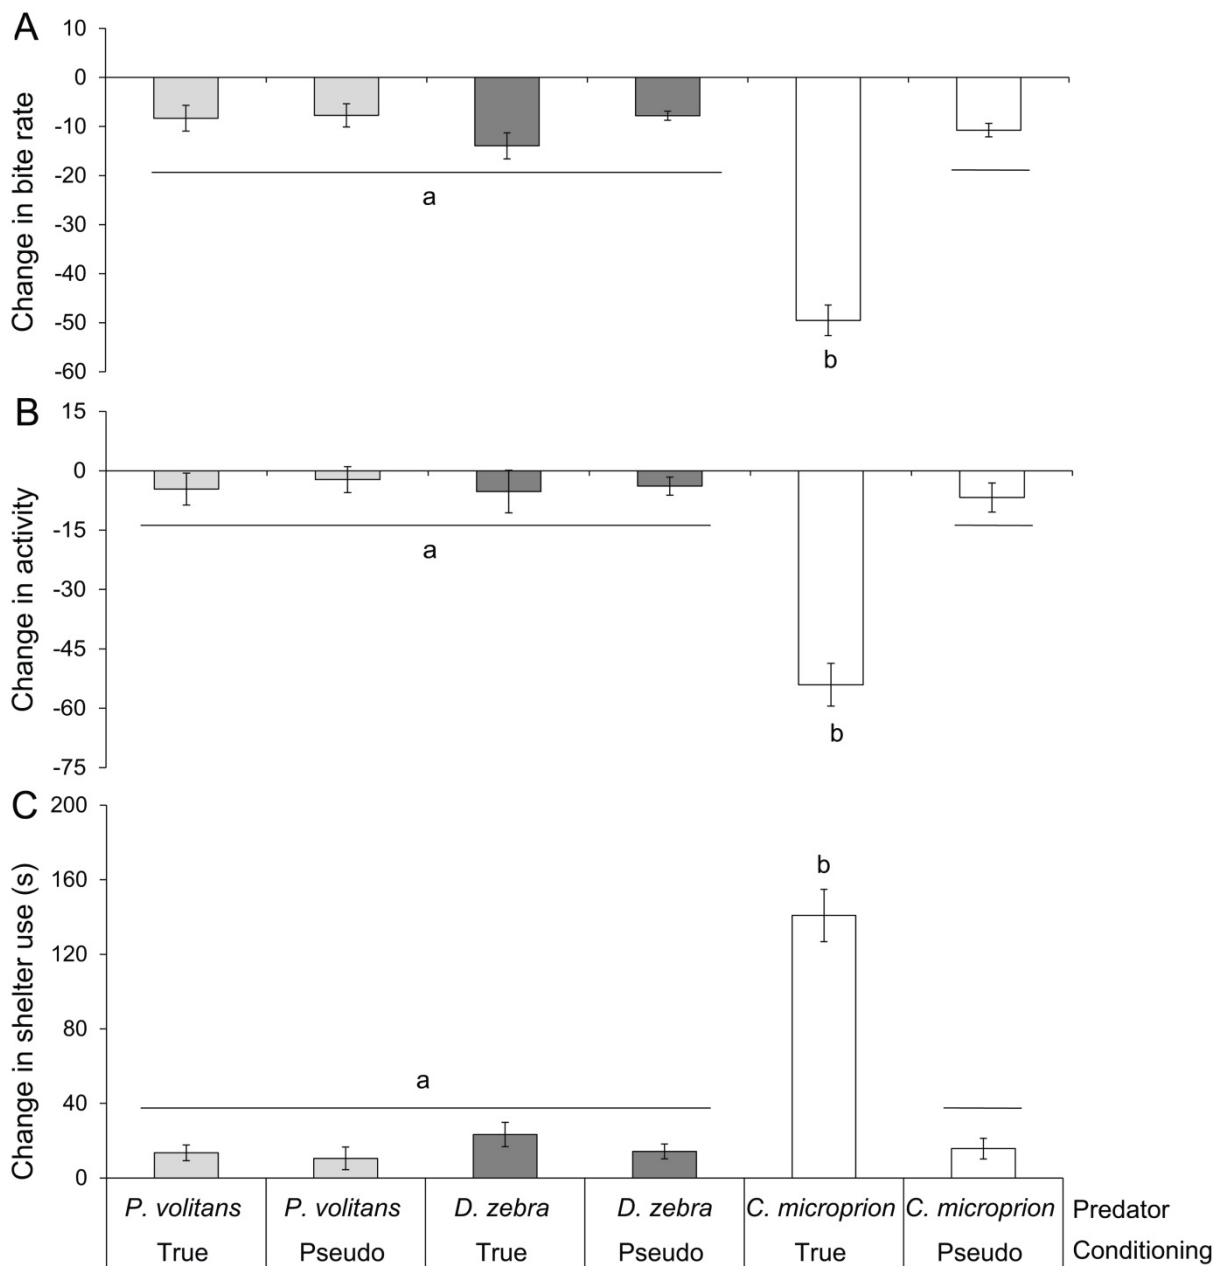 A
Change in bite rate
10
0
-10
-20
-30
-40
-50
-60
a
b
B
Change in activity
15
0
-15
-30
-45
-60
-75
a
b
C
Change in shelter use (s)
200
160
120
80
40
0
a
b
P. volitans P. volitans D. zebra D. zebra C. microprion C. microprion Predator
True Pseudo True Pseudo True Pseudo Conditioning